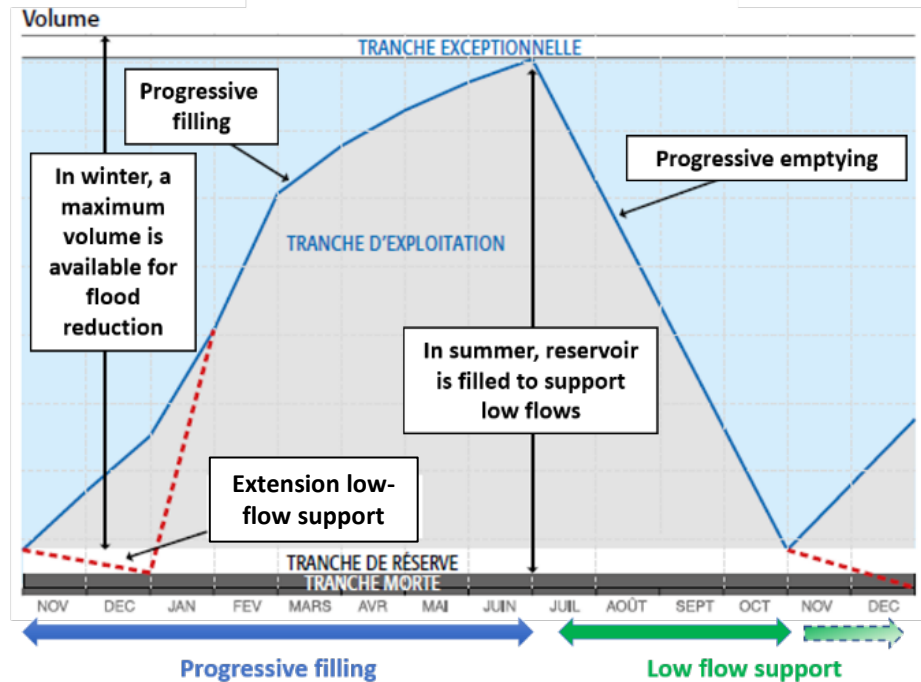 Volume
TRANCHE EXCEPTIONNELLE
Progressive
filling
Progressive emptying
In winter, a
maximum
volume is
available for
flood
reduction
TRANCHE D'EXPLOITATION
In summer, reservoir
is filled to support
low flows
Extension low-
flow support
TRANCHE DE RÉSERVE
TRANCHE MORTE
NOV DEC JAN FEV MARS AVR MAI JUIN JUIL AOÛT SEPT OCT NOV DEC
Progressive filling
Low flow support